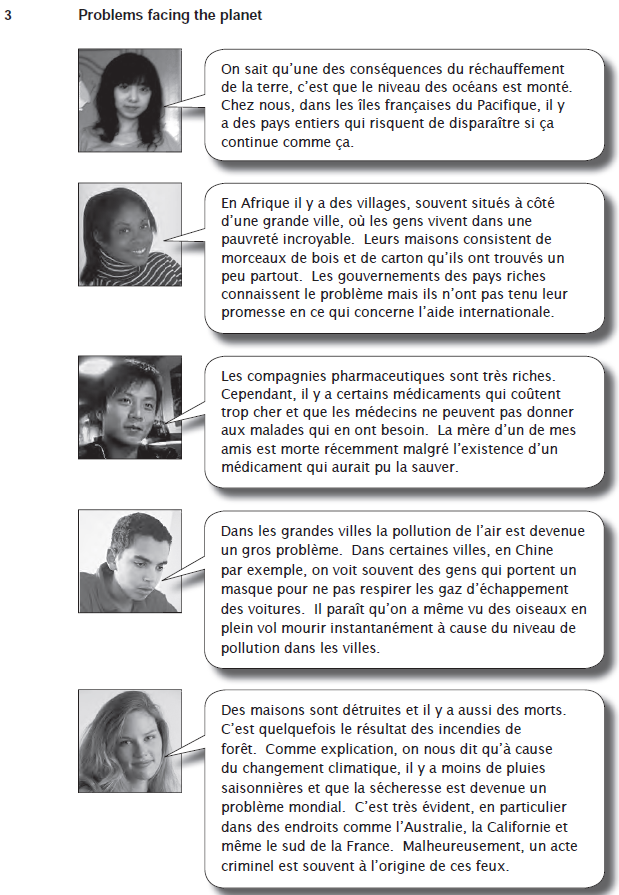 3 Problems facing the planet
On sait qu'une des conséquences du réchauffement
de la terre, c'est que le niveau des océans est monté.
Chez nous, dans les îles françaises du Pacifique, il y
a des pays entiers qui risquent de disparaître si ça
continue comme ça.
En Afrique il y a des villages, souvent situés à côté
d'une grande ville, où les gens vivent dans une
pauvreté incroyable. Leurs maisons consistent de
morceaux de bois et de carton qu'ils ont trouvés un
peu partout. Les gouvernements des pays riches
connaissent le problème mais ils n'ont pas tenu leur
promesse en ce qui concerne l'aide internationale.
Les compagnies pharmaceutiques sont très riches.
Cependant, il y a certains médicaments qui coûtent
trop cher et que les médecins ne peuvent pas donner
aux malades qui en ont besoin. La mère d'un de mes
amis est morte récemment malgré l'existence d'un
médicament qui aurait pu la sauver.
Dans les grandes villes la pollution de l'air est devenue
un gros problème. Dans certaines villes, en Chine
par exemple, on voit souvent des gens qui portent un
masque pour ne pas respirer les gaz d'échappement
des voitures. Il paraît qu'on a même vu des oiseaux en
plein vol mourir instantanément à cause du niveau de
pollution dans les villes.
Des maisons sont détruites et il y a aussi des morts.
C'est quelquefois le résultat des incendies de
forêt. Comme explication, on nous dit qu'à cause
du changement climatique, il y a moins de pluies
saisonnières et que la sécheresse est devenue un
problème mondial. C'est très évident, en particulier
dans des endroits comme l'Australie, la Californie et
même le sud de la France. Malheureusement, un acte
criminel est souvent à l'origine de ces feux.